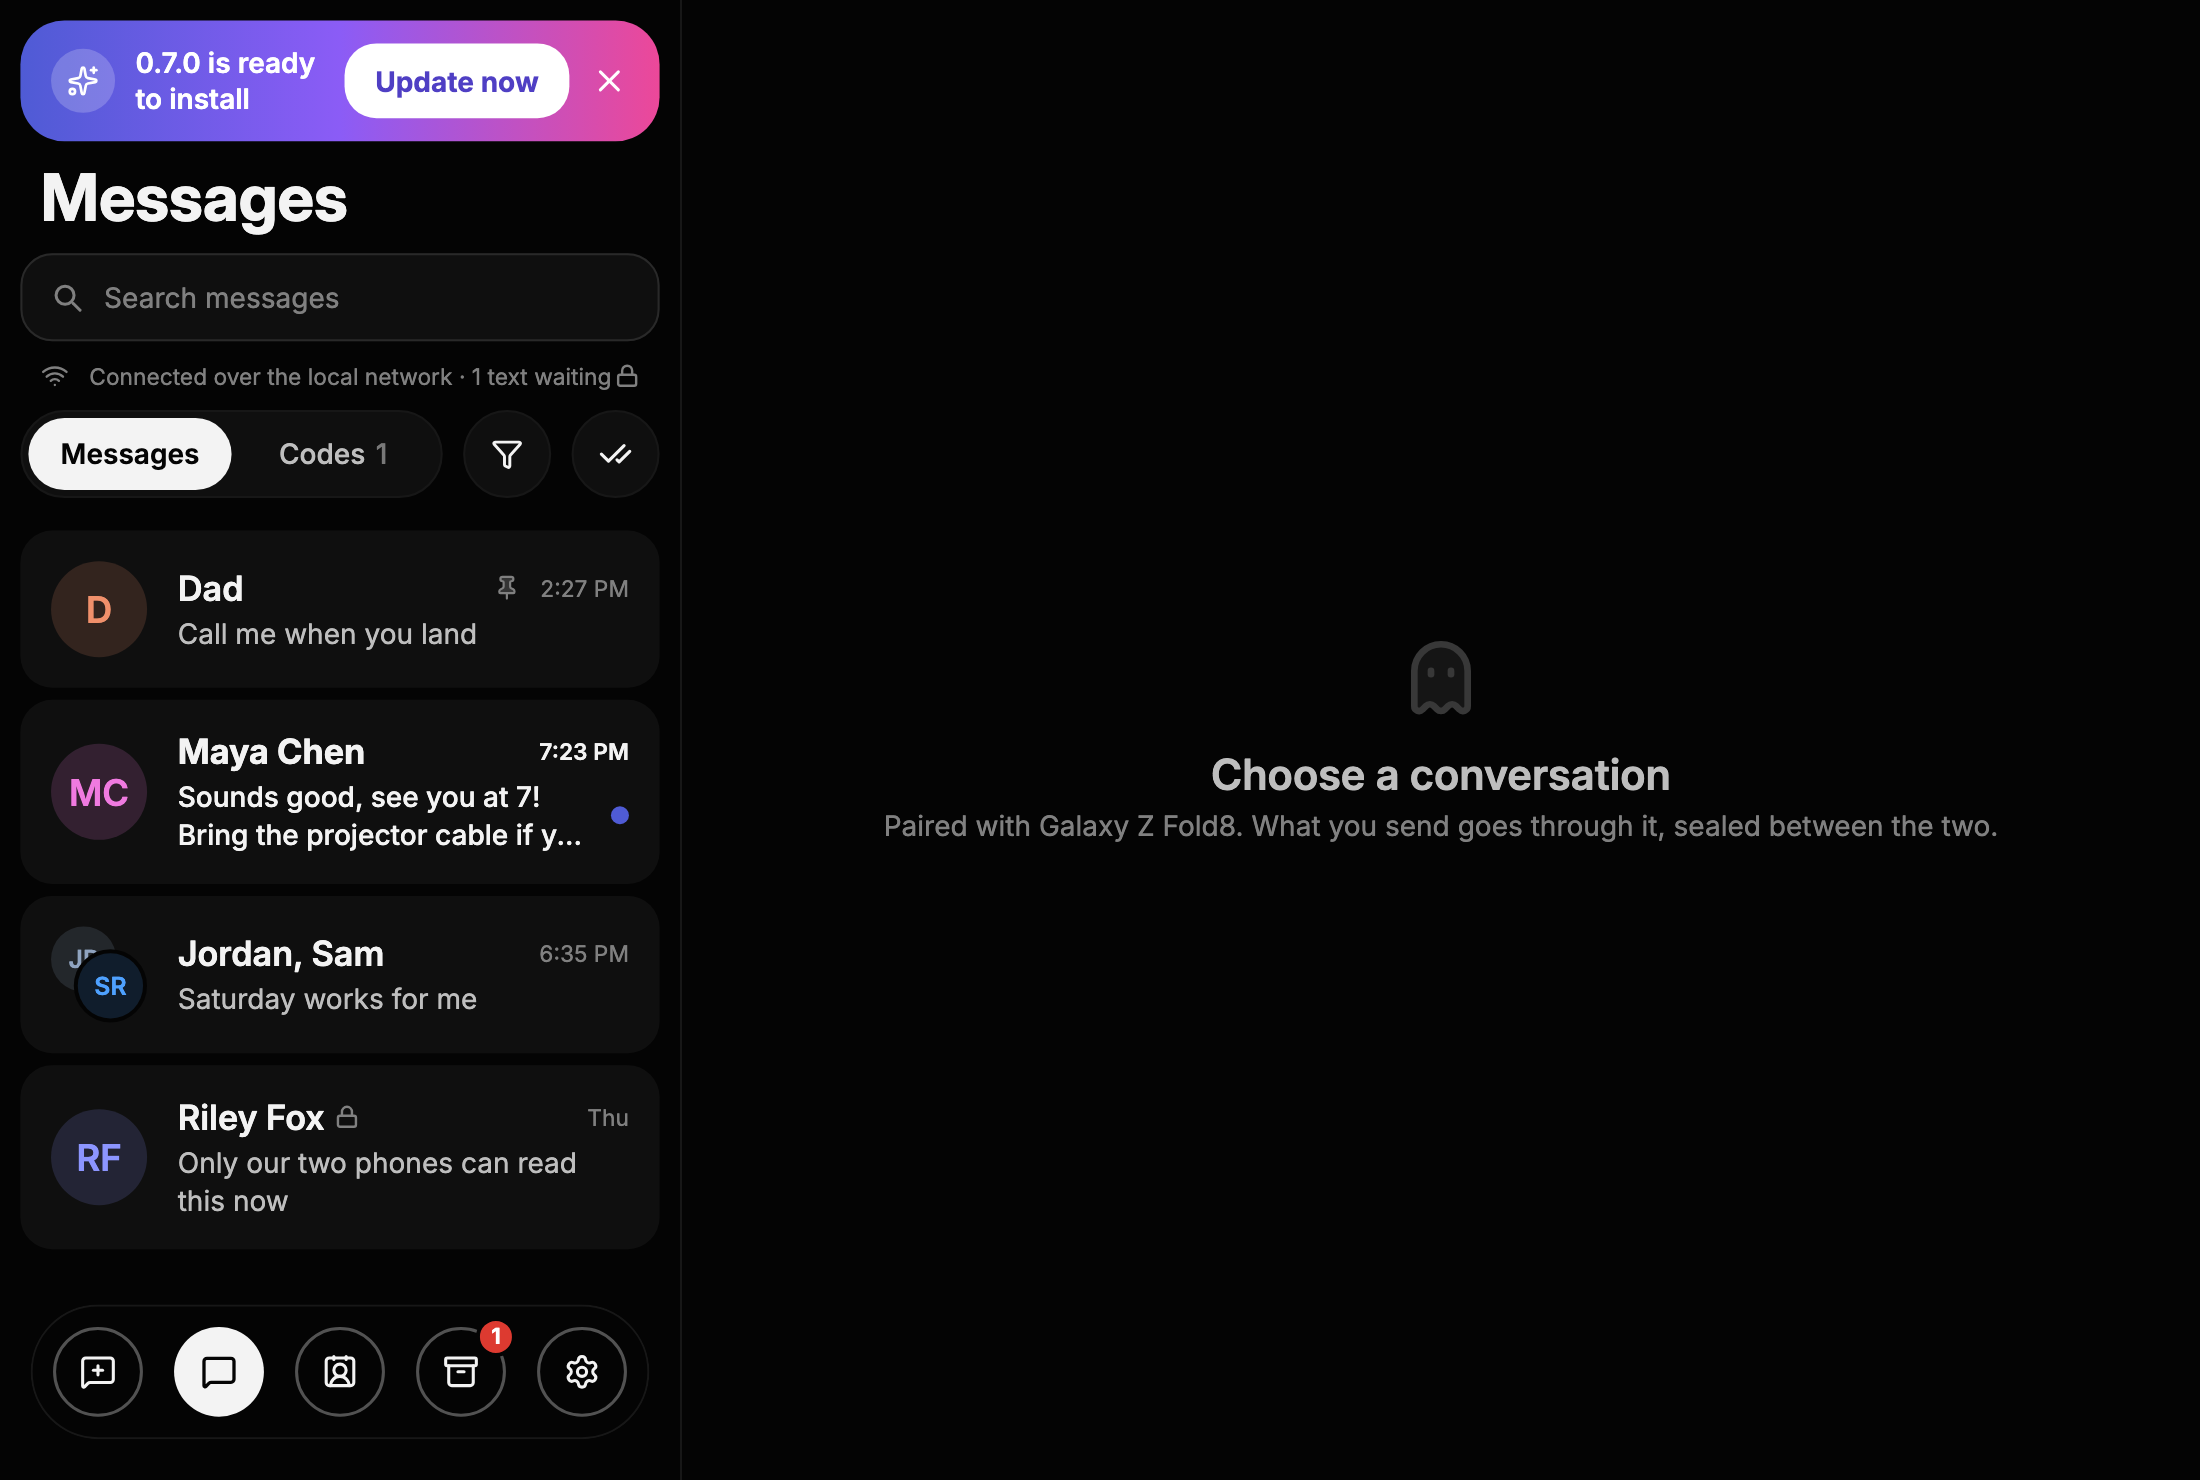 0.7.0 is ready
to install
Update now
Messages
Search messages
Connected over the local network · 1 text waiting
Messages
Codes 1
Dad
2:27 PM
Call me when you land
D
Maya Chen
7:23 PM
MC
Sounds good, see you at 7!
Bring the projector cable if y...
Jordan, Sam
6:35 PM
SR
Saturday works for me
Riley Fox
Thu
RF
Only our two phones can read
this now
1
Choose a conversation
Paired with Galaxy Z Fold8. What you send goes through it, sealed between the two.